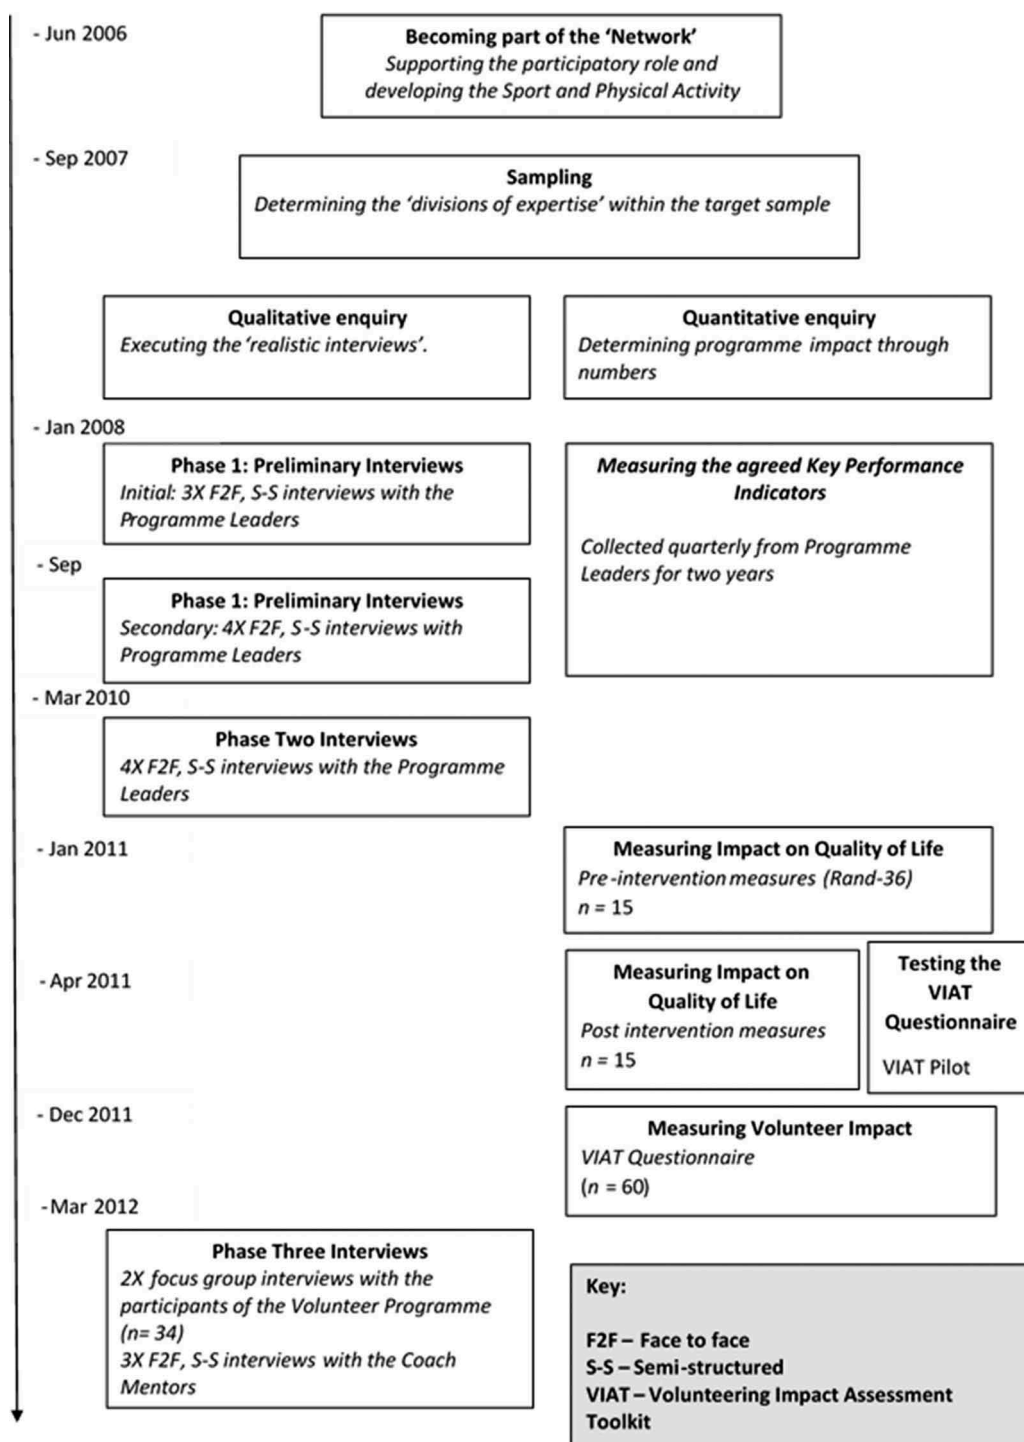 - Jun 2006
Becoming part of the ‘Network’
Supporting the participatory role and
developing the Sport and Physical Activity
- Sep 2007
Sampling
Determining the ‘divisions of expertise’ within the target sample
Qualitative enquiry
Executing the ‘realistic interviews’.
Quantitative enquiry
Determining programme impact through
numbers
- Jan 2008
Phase 1: Preliminary Interviews
Initial: 3X F2F, S-S interviews with the
Programme Leaders
Measuring the agreed Key Performance
Indicators
Collected quarterly from Programme
Leaders for two years
- Sep
Phase 1: Preliminary Interviews
Secondary: 4X F2F, S-S interviews with
Programme Leaders
- Mar 2010
Phase Two Interviews
4X F2F, S-S interviews with the Programme
Leaders
- Jan 2011
Measuring Impact on Quality of Life
Pre-intervention measures (Rand-36)
n = 15
- Apr 2011
Measuring Impact on
Quality of Life
Post intervention measures
n = 15
Testing the
VIAT
Questionnaire
VIAT Pilot
- Dec 2011
Measuring Volunteer Impact
VIAT Questionnaire
(n = 60)
-Mar 2012
Phase Three Interviews
2X focus group interviews with the
participants of the Volunteer Programme
(n= 34)
3X F2F, S-S interviews with the Coach
Mentors
Key:
F2F – Face to face
S-S – Semi-structured
VIAT – Volunteering Impact Assessment
Toolkit